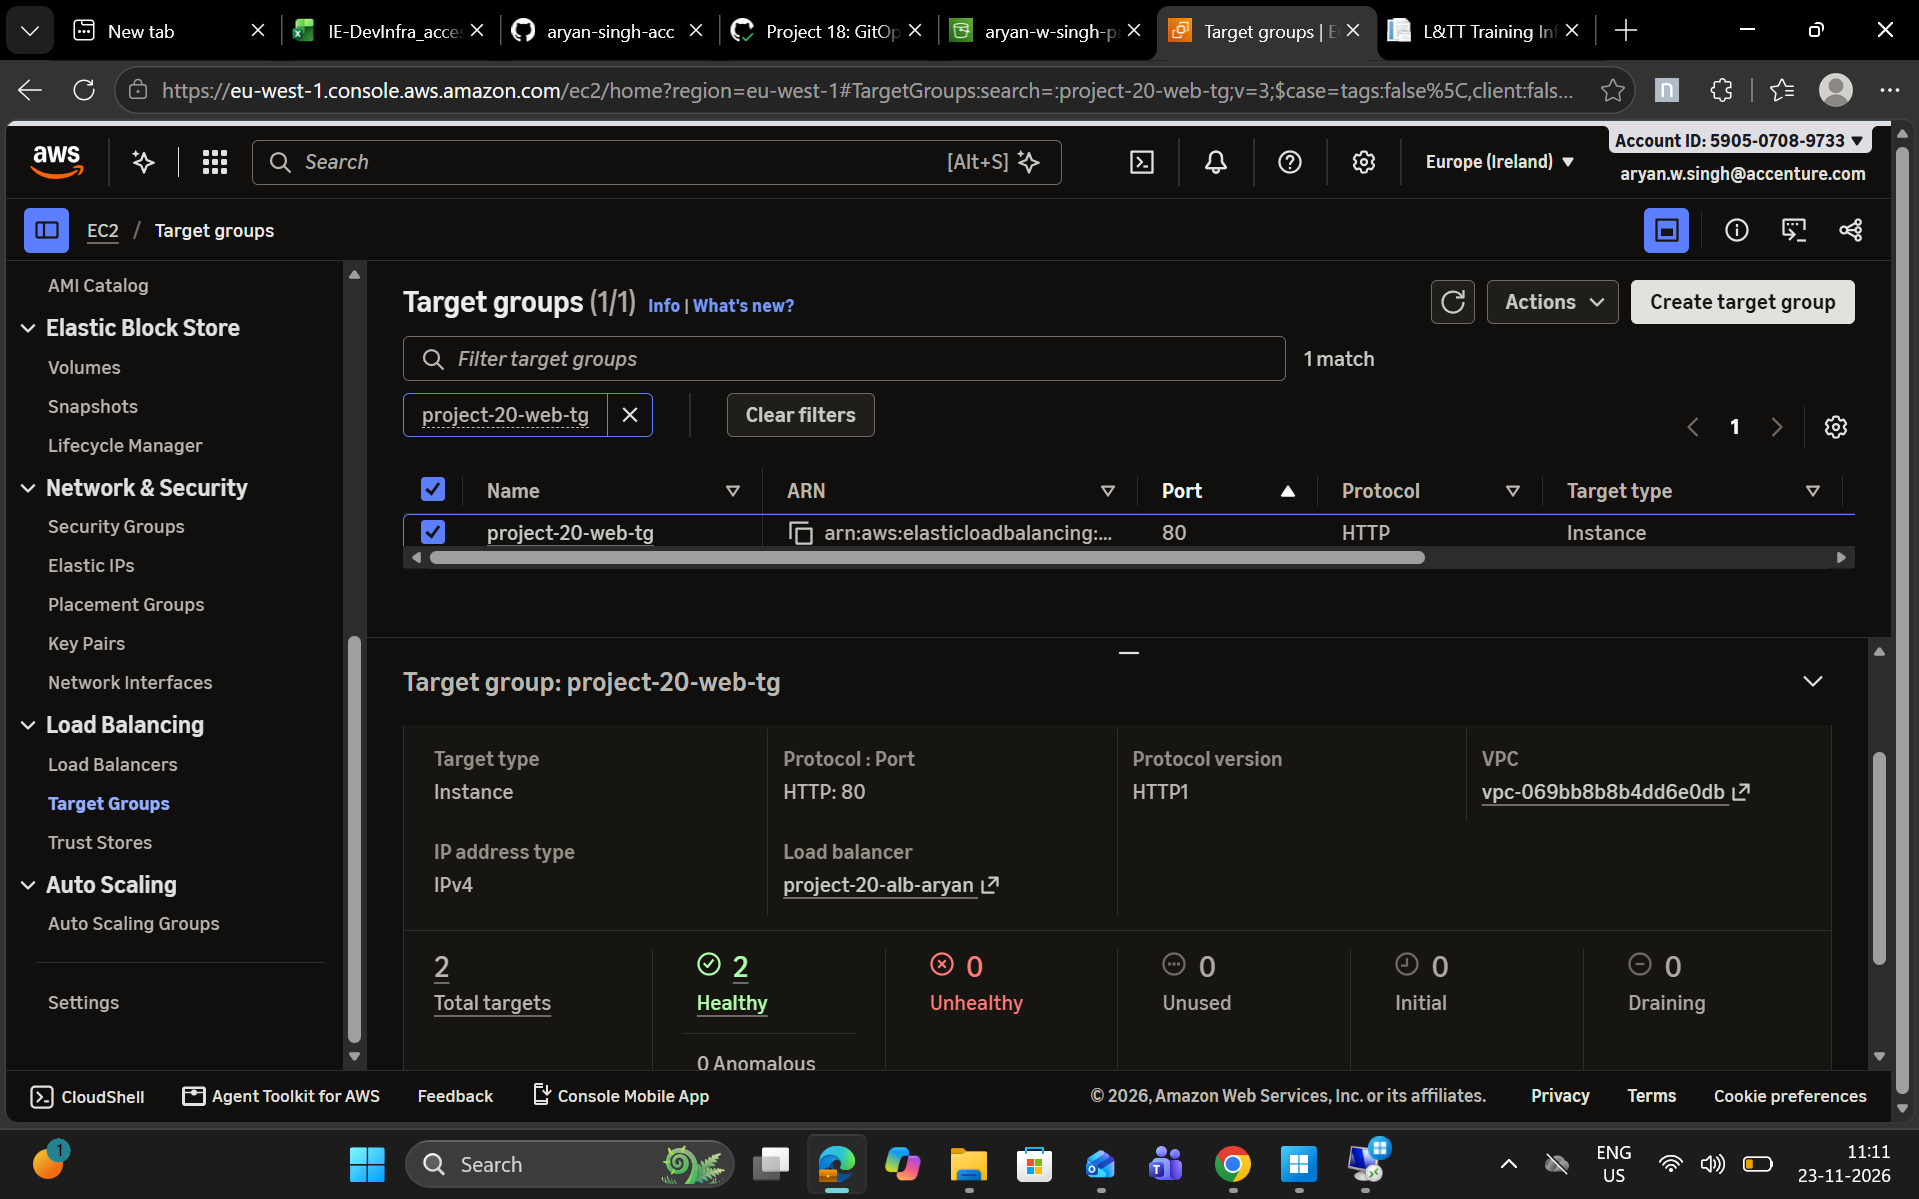 New tab
IE-DevInfra_acce
aryan-singh-acc
Project 18: GitOp
aryan-w-singh-p
Target groups | E
L&TT Training In
https://eu-west-1.console.aws.amazon.com/ec2/home?region=eu-west-1#TargetGroups:search=:project-20-web-tg;v=3;$case=tags:false%5C,client:fals...
aws
Search
[Alt+S]
Europe (Ireland)
Account ID: 5905-0708-9733
aryan.w.singh@accenture.com
EC2 / Target groups
AMI Catalog
Elastic Block Store
Volumes
Snapshots
Lifecycle Manager
Network & Security
Security Groups
Elastic IPs
Placement Groups
Key Pairs
Network Interfaces
Load Balancing
Load Balancers
Target Groups
Trust Stores
Auto Scaling
Auto Scaling Groups
Settings
Target groups (1/1) Info | What's new?
Actions
Create target group
Filter target groups
1 match
project-20-web-tg
Clear filters
1
Name ARN Port Protocol Target type
project-20-web-tg arn:aws:elasticloadbalancing:... 80 HTTP Instance
Target group: project-20-web-tg
Target type Protocol : Port Protocol version VPC
Instance HTTP: 80 HTTP1 vpc-069bb8b8b4dd6e0db
IP address type Load balancer
IPv4 project-20-alb-aryan
2 2 0 0 0 0
Total targets Healthy Unhealthy Unused Initial Draining
0 Anomalous
CloudShell Agent Toolkit for AWS Feedback Console Mobile App © 2026, Amazon Web Services, Inc. or its affiliates. Privacy Terms Cookie preferences
1
Search
ENG
US
11:11
23-11-2026